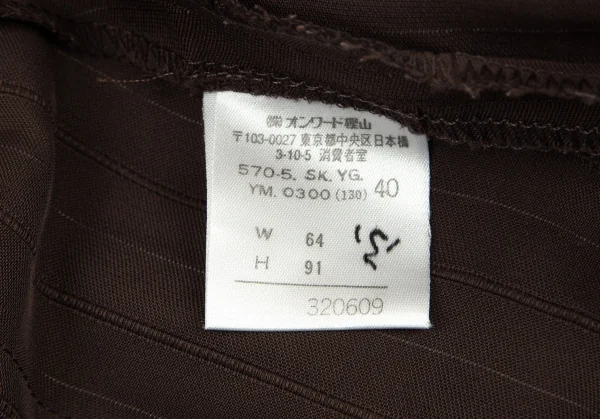 ㈱ オンワード樫山
〒103-0027 東京都中央区日本橋
3-10-5 消費者室
570-5. SK. YG.
YM. 0300 (130) 40
W 64
H 91
320609